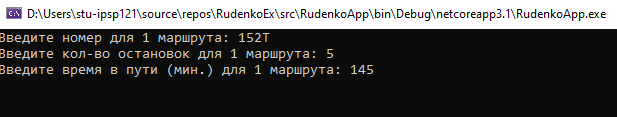 D:\Users\stu-ipsp121\source\repos\RudenkoEx\src\RudenkoApp\bin\Debug\netcoreapp3.1\RudenkoApp.exe
Введите номер для 1 маршрута: 152Т
Введите кол-во остановок для 1 маршрута: 5
Введите время в пути (мин.) для 1 маршрута: 145